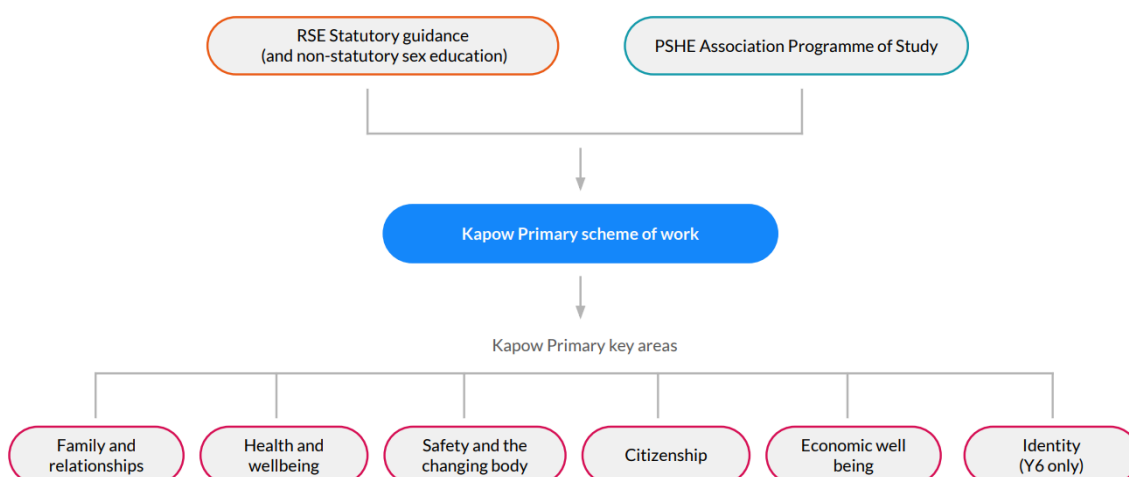 RSE Statutory guidance
(and non-statutory sex education)
PSHE Association Programme of Study
Kapow Primary scheme of work
Kapow Primary key areas
Family and
relationships
Health and
wellbeing
Safety and the
changing body
Citizenship
Economic well
being
Identity
(Y6 only)